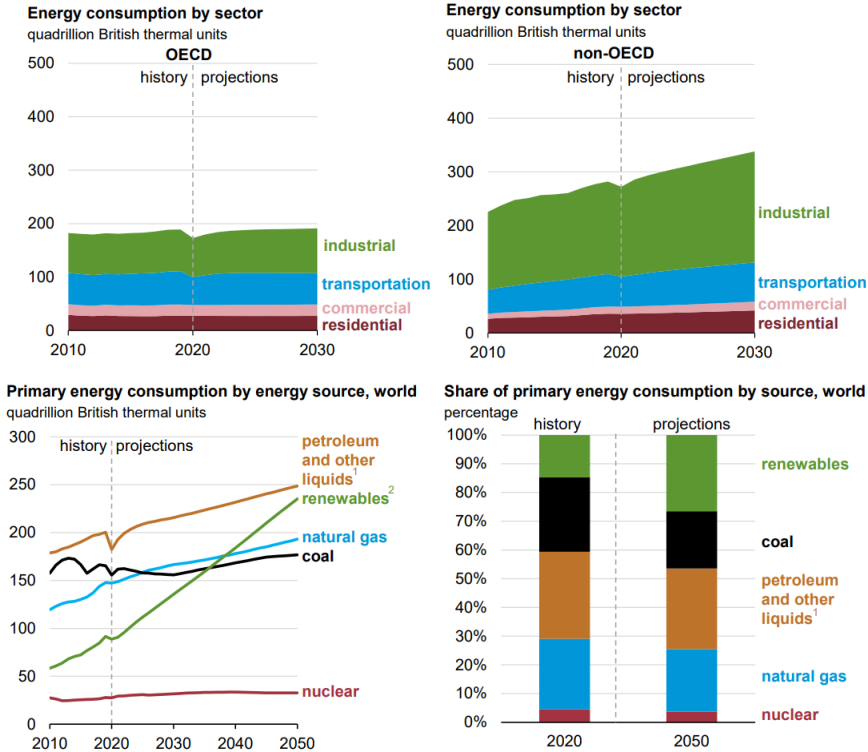 Energy consumption by sector
quadrillion British thermal units
OECD
history projections
500
400
300
200
100
0
industrial
transportation
commercial
residential
2010 2020 2030
Energy consumption by sector
quadrillion British thermal units
non-OECD
history projections
500
400
300
200
100
0
industrial
transportation
commercial
residential
2010 2020 2030
Primary energy consumption by energy source, world
quadrillion British thermal units
history projections
300
250
200
150
100
50
0
petroleum
and other
liquids¹
renewables²
natural gas
coal
nuclear
2010 2020 2030 2040 2050
Share of primary energy consumption by source, world
percentage
history projections
100%
90%
80%
70%
60%
50%
40%
30%
20%
10%
0%
renewables
coal
petroleum
and other
liquids¹
natural gas
nuclear
2020 2050